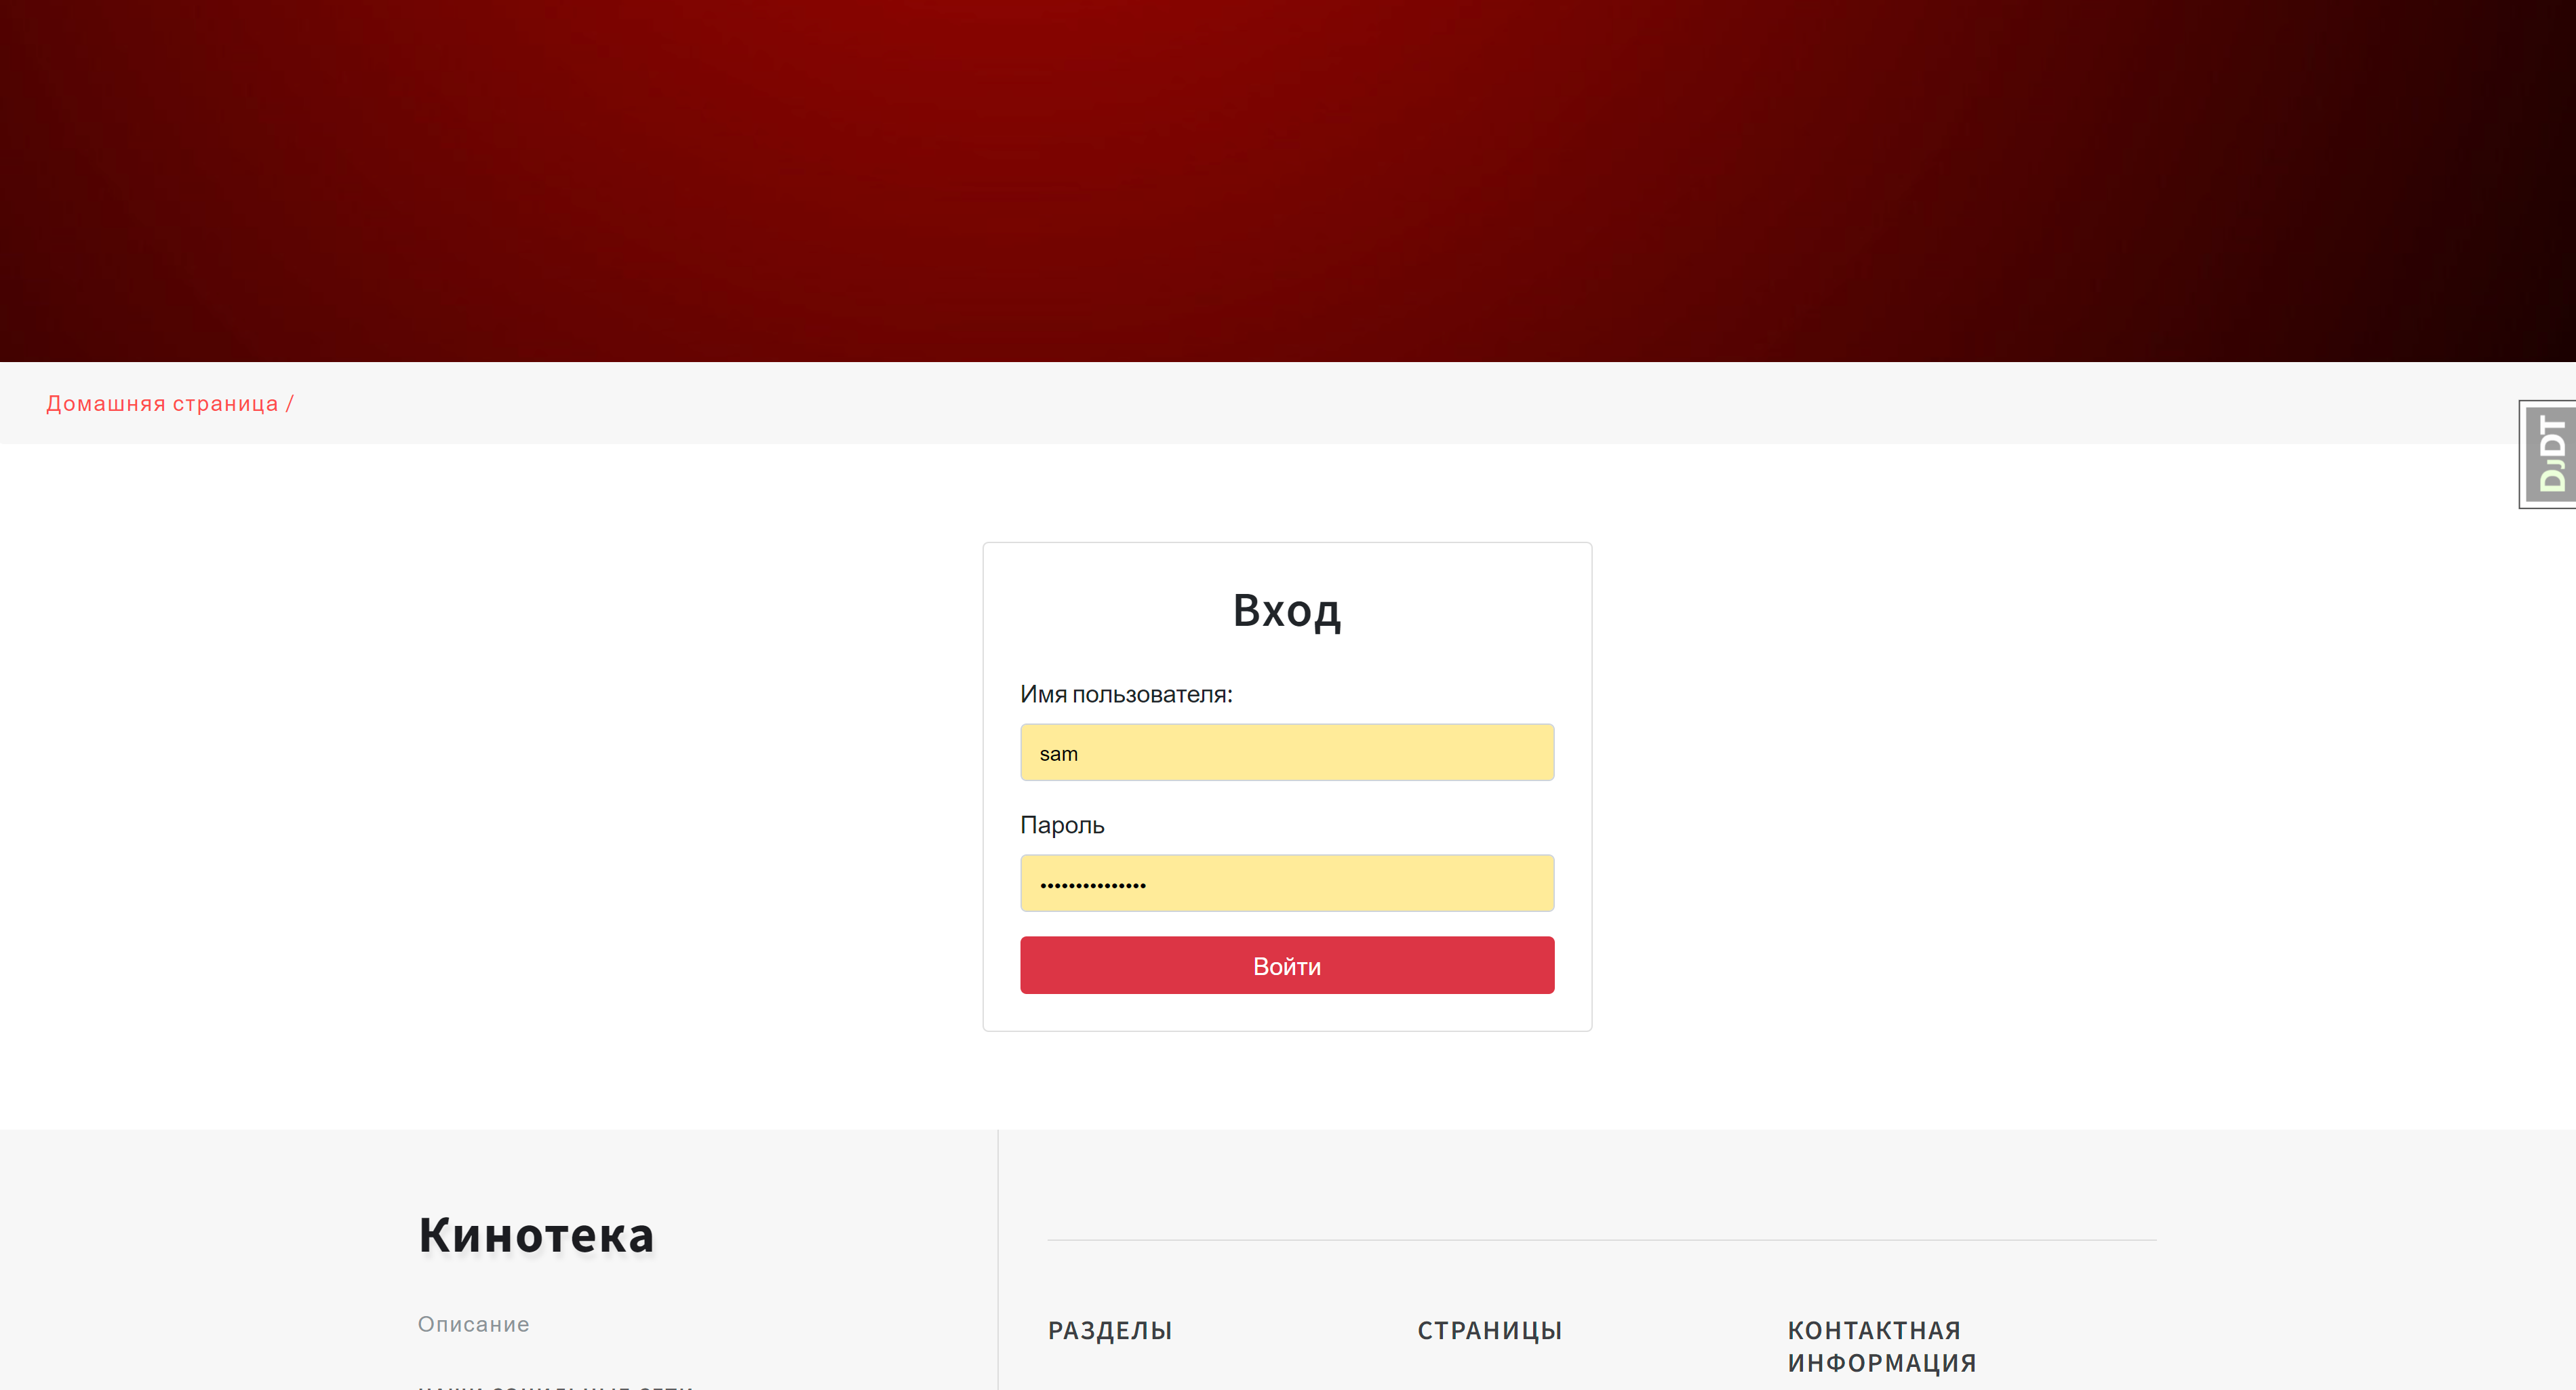 Домашняя страница /
DJDT
Вход
Имя пользователя:
sam
Пароль
•••••••••••••••
Войти
Кинотека
Описание
РАЗДЕЛЫ
СТРАНИЦЫ
КОНТАКТНАЯ
ИНФОРМАЦИЯ